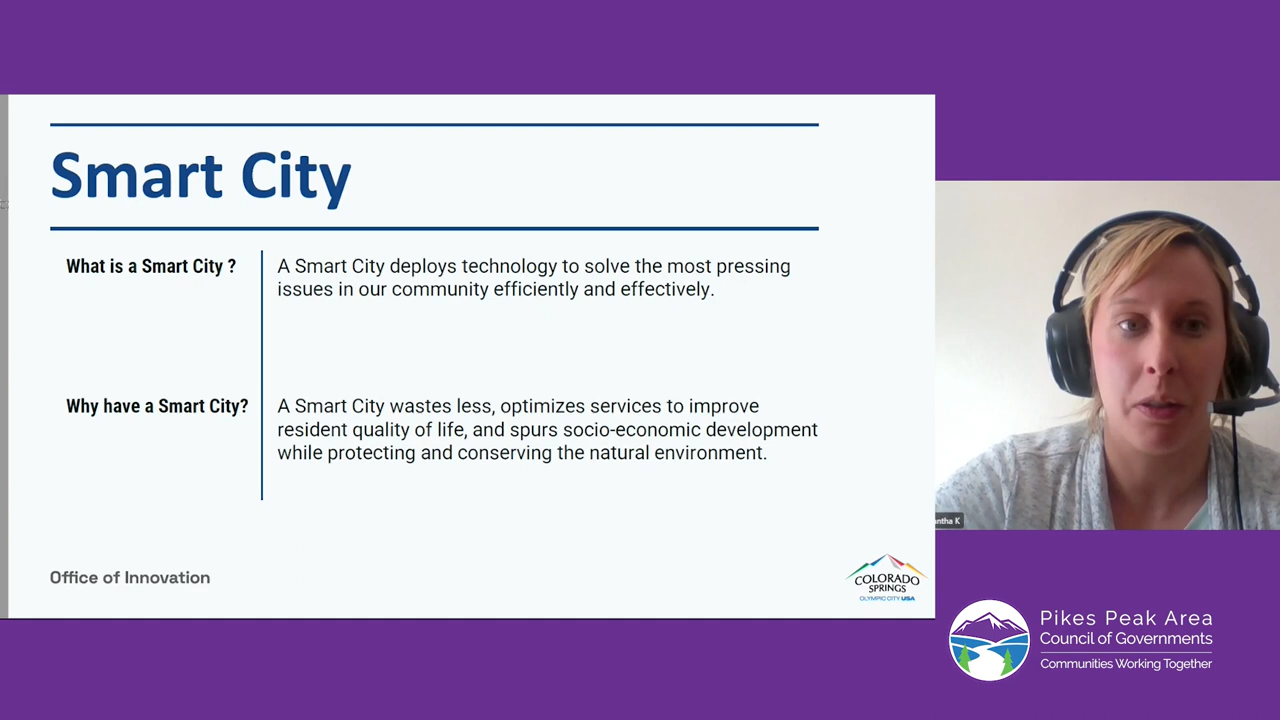 Smart City
What is a Smart City ?
A Smart City deploys technology to solve the most pressing
issues in our community efficiently and effectively.
Why have a Smart City?
A Smart City wastes less, optimizes services to improve
resident quality of life, and spurs socio-economic development
while protecting and conserving the natural environment.
Office of Innovation
COLORADO
SPRINGS
OLYMPIC CITY USA
antha K
Pikes Peak Area
Council of Governments
Communities Working Together